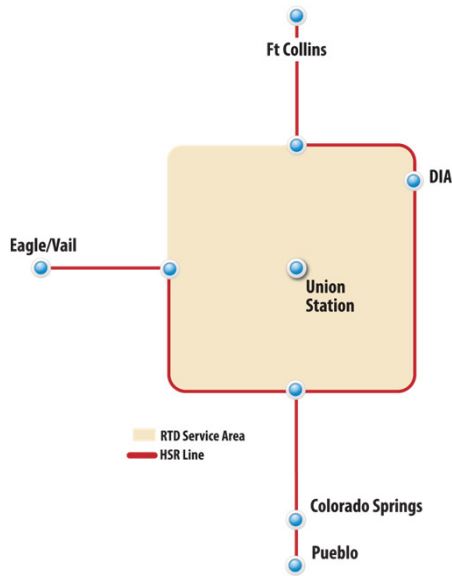 Ft Collins
DIA
Eagle/Vail
Union
Station
RTD Service Area
HSR Line
Colorado Springs
Pueblo